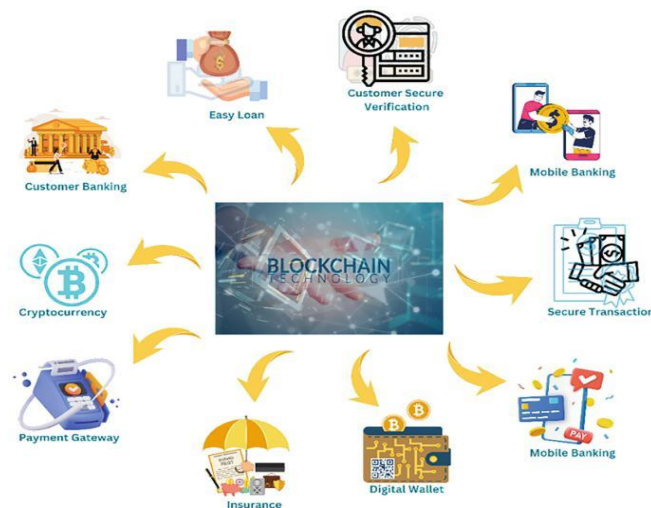 Easy Loan
Customer Secure
Verification
Customer Banking
Mobile Banking
BLOCKCHAIN
TECHNOLOGY
Cryptocurrency
Secure Transaction
Payment Gateway
PAY
Mobile Banking
Digital Wallet
Insurance